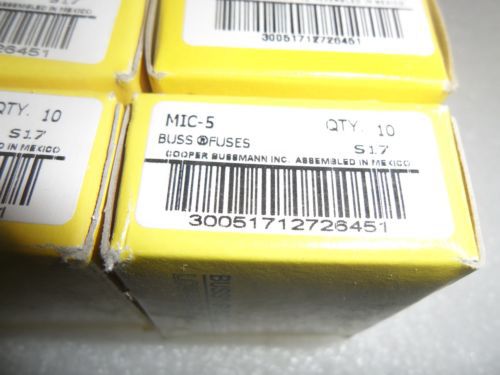 S17
30051712726451
QTY. 10
S17
MIC-5 QTY. 10
BUSS ® FUSES S17
COOPER BUSSMANN INC. ASSEMBLED IN MEXICO
30051712726451
BUSS